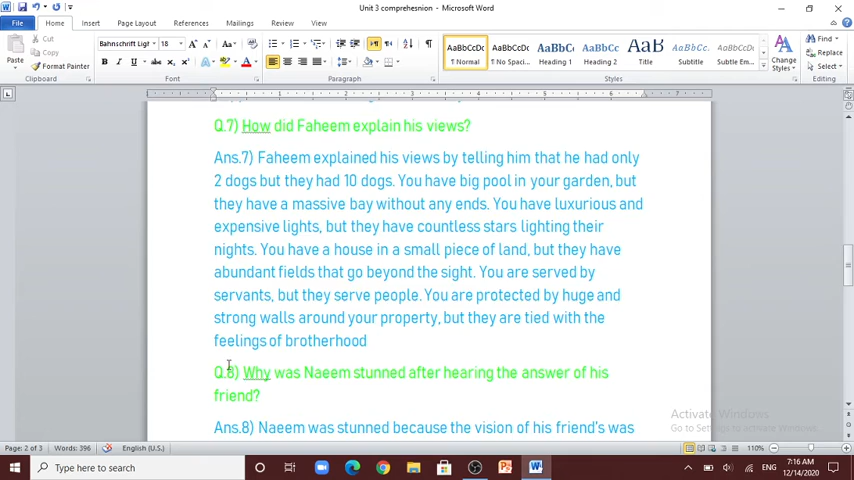 Unit 3 comprehesnion - Microsoft Word
File Home Insert Page Layout References Mailings Review View
Paste
Cut
Copy
Format Painter
Clipboard
Bahnschrift Ligl 18
Font
Paragraph
AaBbCcDc AaBbCcDc AaBbCc AaBbCc AaB AaBbCc. AaBbCcDc
¶ Normal ¶ No Spaci... Heading 1 Heading 2 Title Subtitle Subtle Em...
Styles
Change Styles
Find
Replace
Select
Editing
Q.7) How did Faheem explain his views?
Ans.7) Faheem explained his views by telling him that he had only
2 dogs but they had 10 dogs. You have big pool in your garden, but
they have a massive bay without any ends. You have luxurious and
expensive lights, but they have countless stars lighting their
nights. You have a house in a small piece of land, but they have
abundant fields that go beyond the sight. You are served by
servants, but they serve people. You are protected by huge and
strong walls around your property, but they are tied with the
feelings of brotherhood
Q.8) Why was Naeem stunned after hearing the answer of his
friend?
Ans.8) Naeem was stunned because the vision of his friend's was
Activate Windows
Go to Settings to activate Windows.
Page: 2 of 3 Words: 396 English (U.S.) 110%
Type here to search
ENG
7:16 AM
12/14/2020